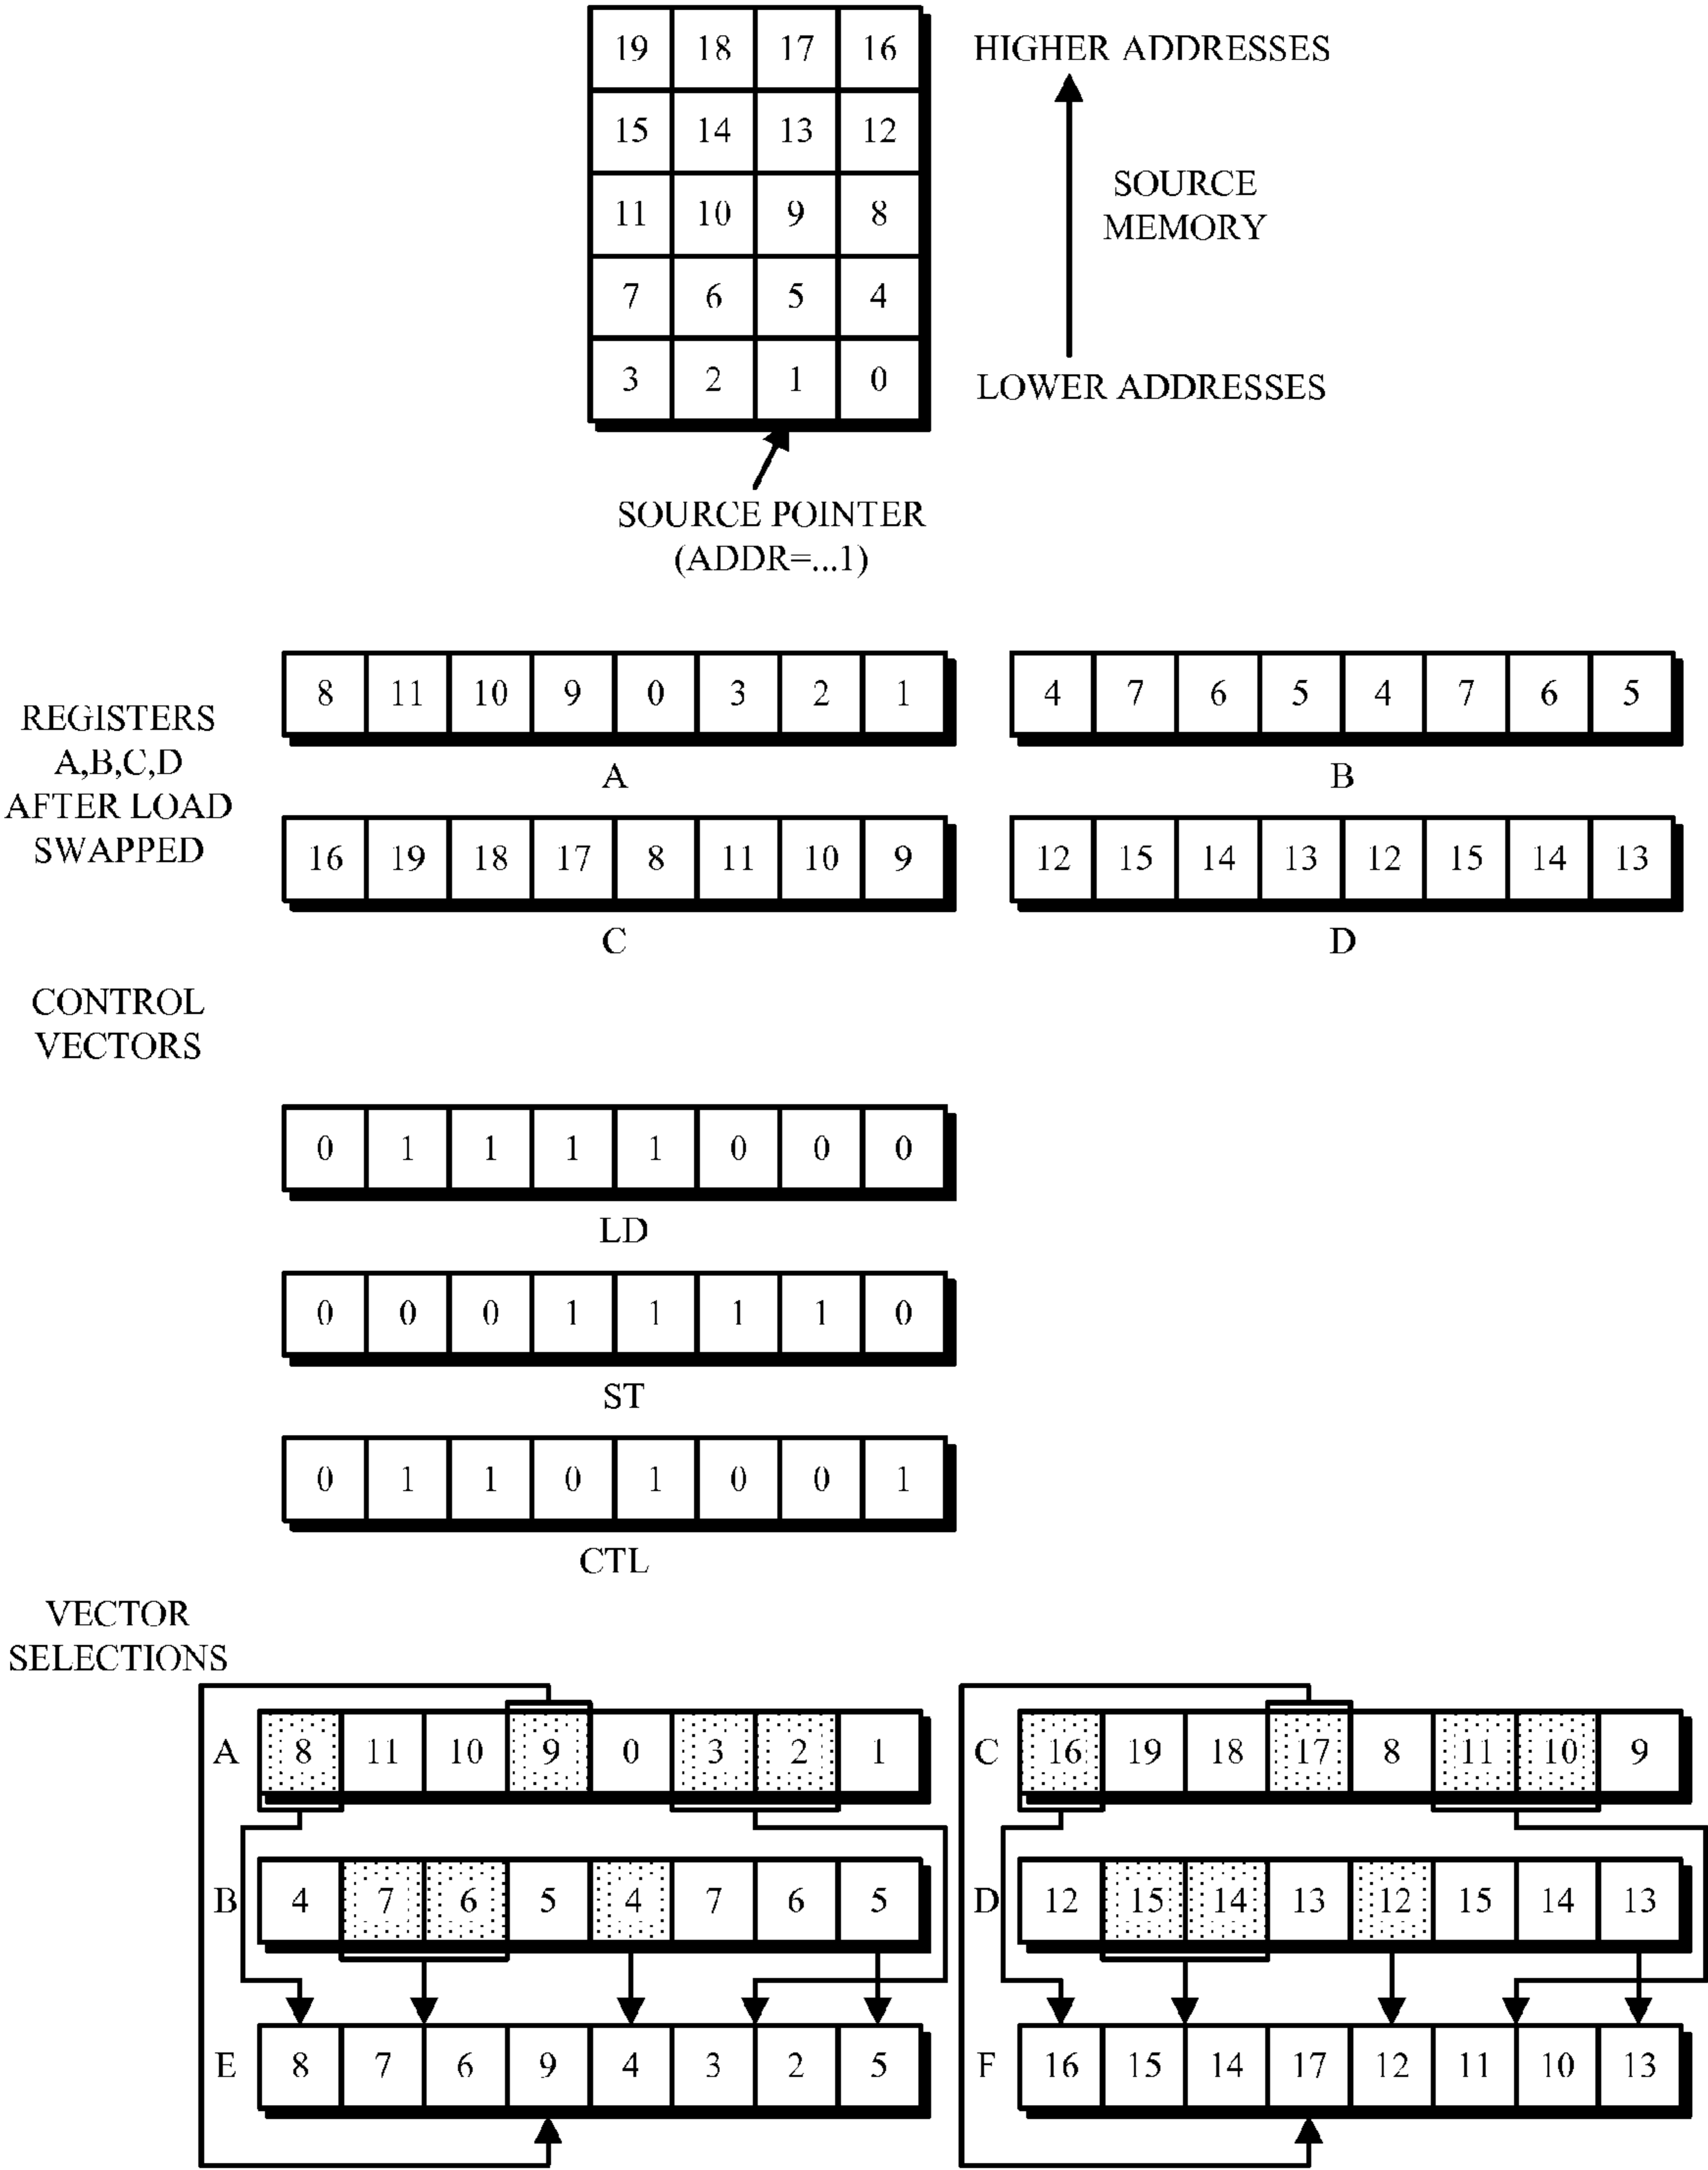 19 18 17 16
HIGHER ADDRESSES
15 14 13 12
SOURCE
MEMORY
11 10 9 8
7 6 5 4
3 2 1 0
LOWER ADDRESSES
SOURCE POINTER
(ADDR=...1)
REGISTERS
A,B,C,D
AFTER LOAD
SWAPPED
8 11 10 9 0 3 2 1
A
4 7 6 5 4 7 6 5
B
16 19 18 17 8 11 10 9
C
12 15 14 13 12 15 14 13
D
CONTROL
VECTORS
0 1 1 1 1 0 0 0
LD
0 0 0 1 1 1 1 0
ST
0 1 1 0 1 0 0 1
CTL
VECTOR
SELECTIONS
A 8 11 10 9 0 3 2 1
C 16 19 18 17 8 11 10 9
B 4 7 6 5 4 7 6 5
D 12 15 14 13 12 15 14 13
E 8 7 6 9 4 3 2 5
F 16 15 14 17 12 11 10 13